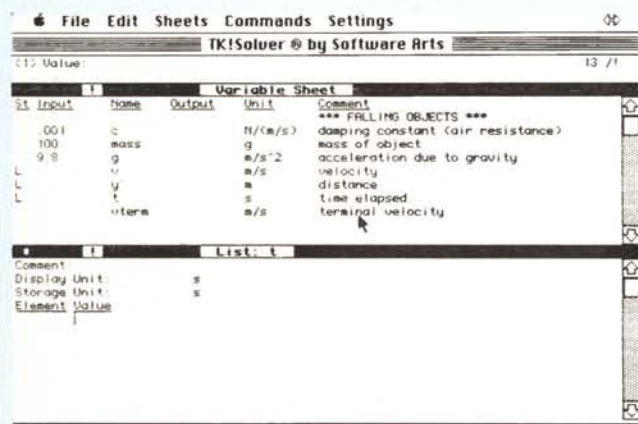 File Edit Sheets Commands Settings
TK!Solver ® by Software Arts
(1) Value: 13 /!
! Variable Sheet
St Input Name Output Unit Comment
*** FALLING OBJECTS ***
.001 c N/(m/s) damping constant (air resistance)
100 mass g mass of object
9.8 g m/s^2 acceleration due to gravity
L v m/s velocity
L y m distance
L t s time elapsed
vterm m/s terminal velocity
! List: t
Comment:
Display Unit: s
Storage Unit: s
Element Value